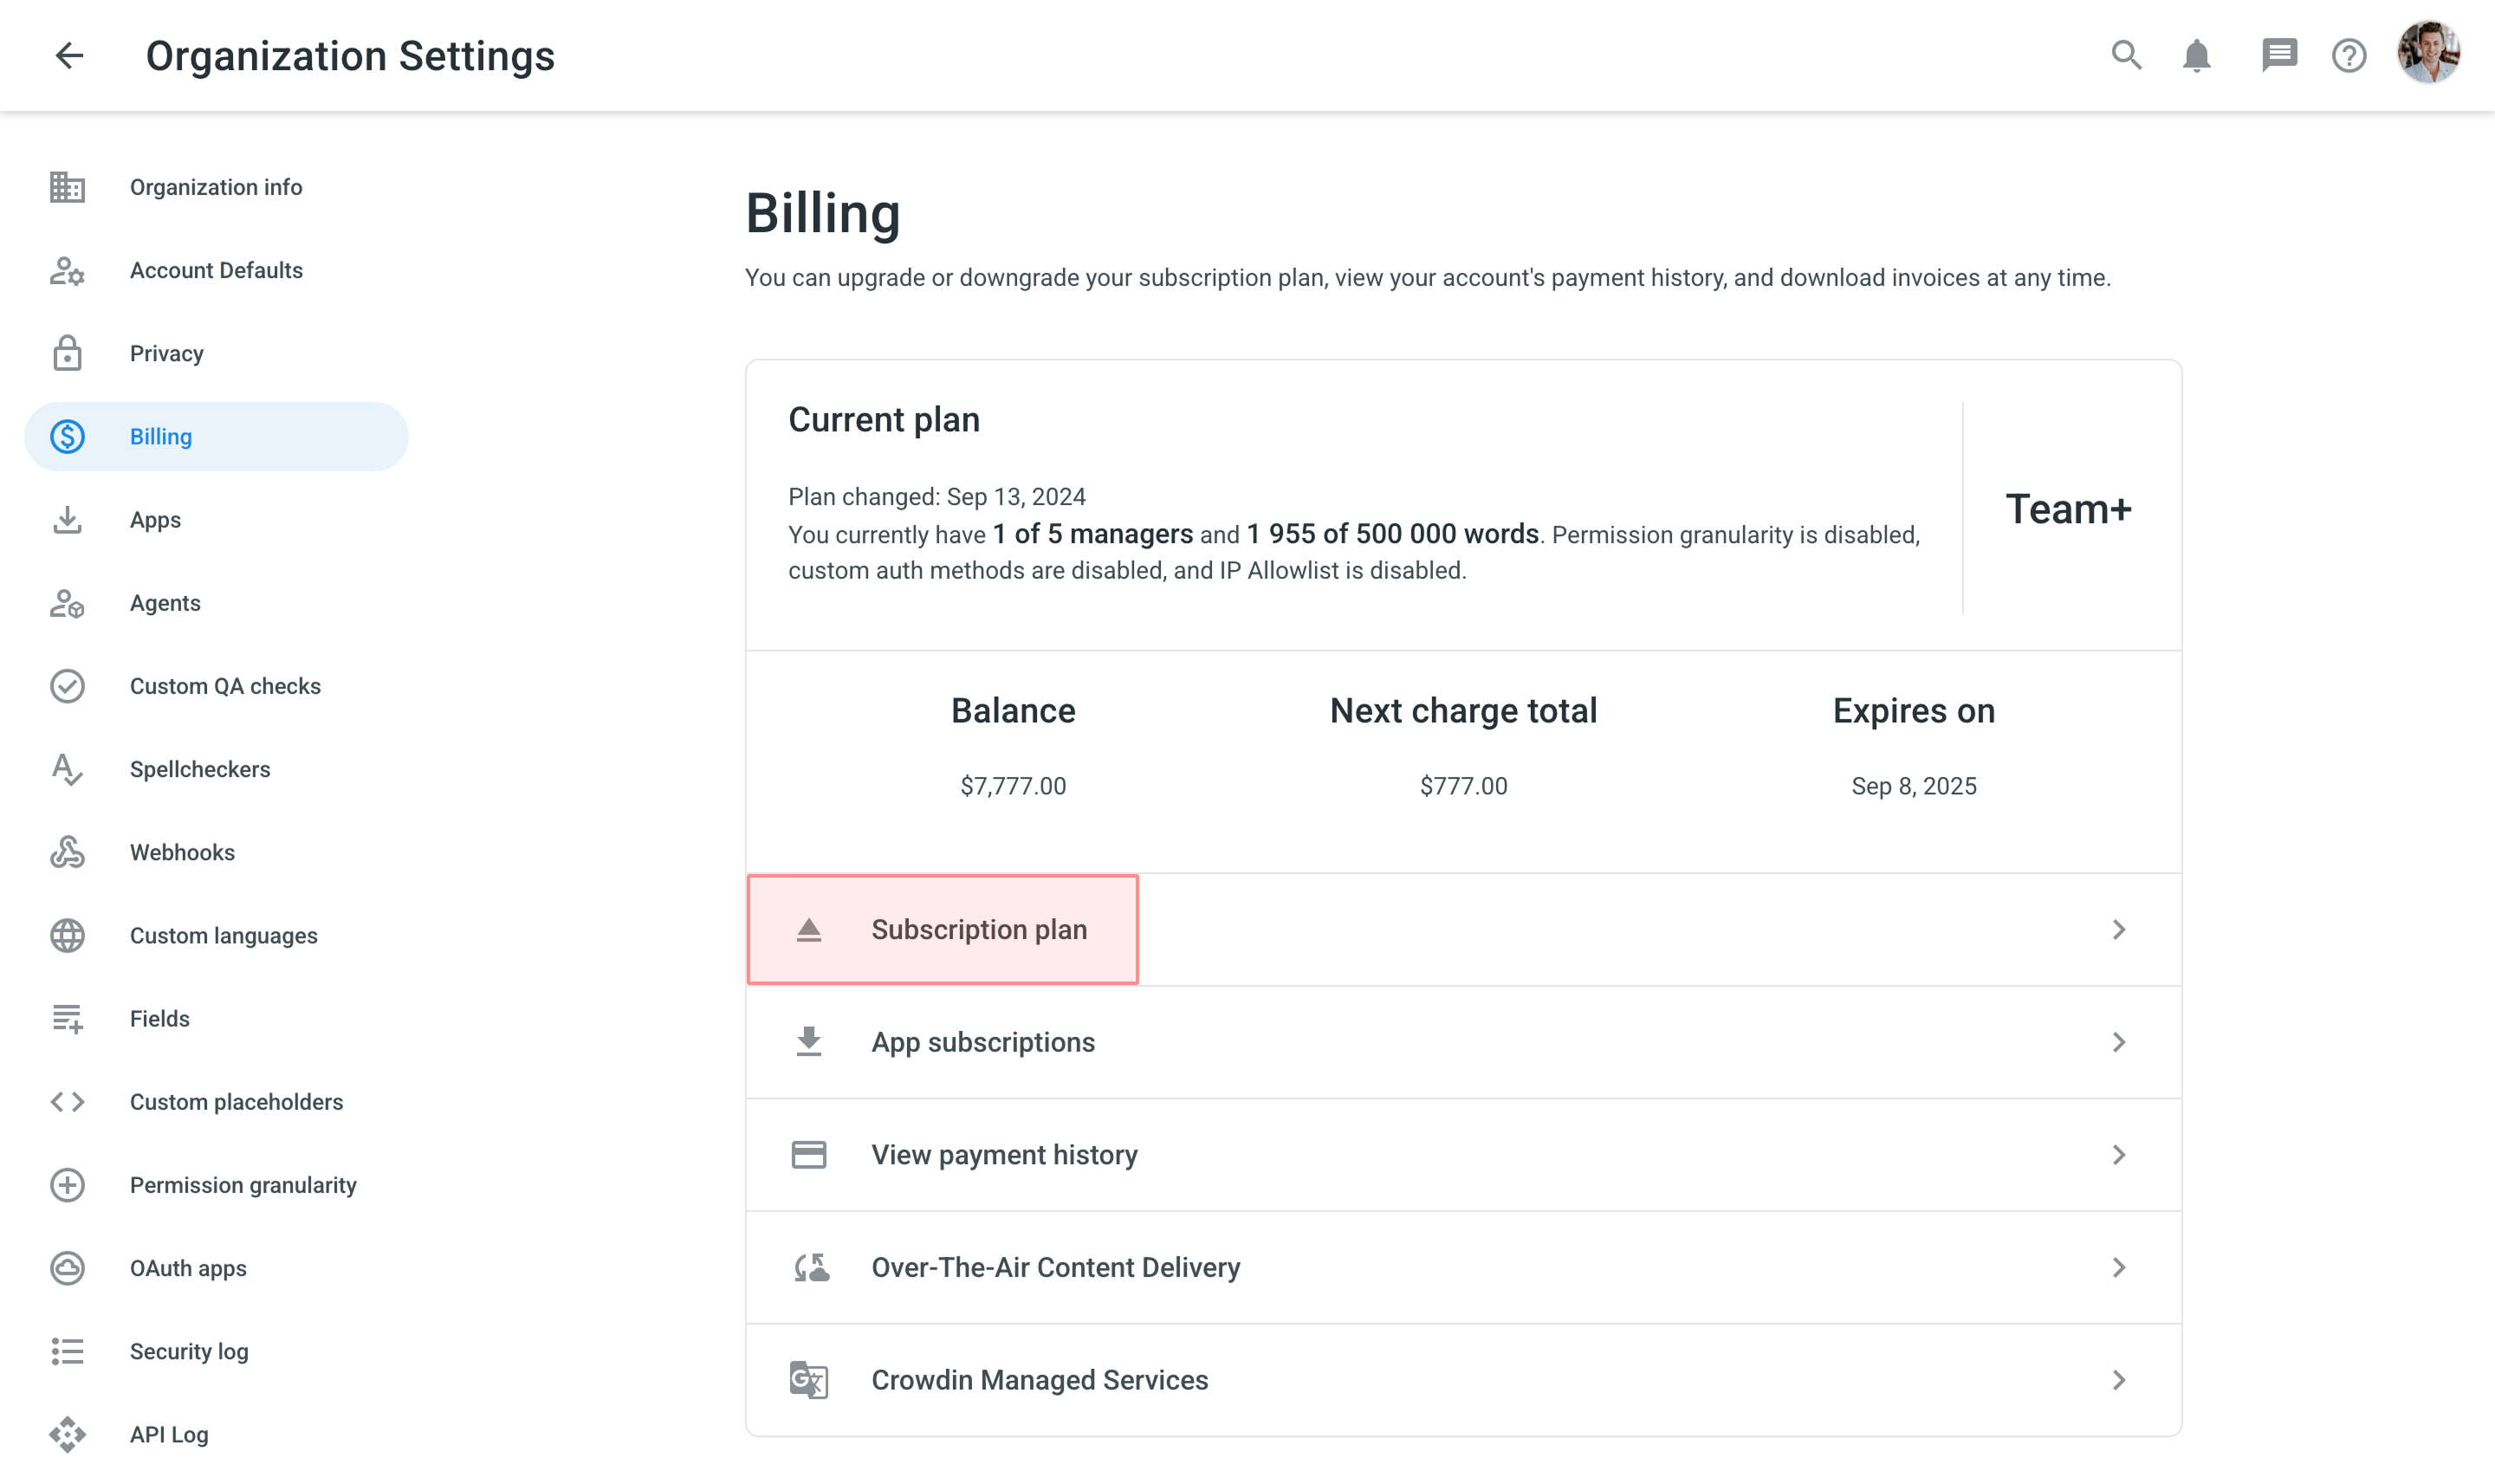 Organization Settings
Organization info
Account Defaults
Privacy
Billing
Apps
Agents
Custom QA checks
Spellcheckers
Webhooks
Custom languages
Fields
Custom placeholders
Permission granularity
OAuth apps
Security log
API Log
Billing
You can upgrade or downgrade your subscription plan, view your account's payment history, and download invoices at any time.
Current plan
Plan changed: Sep 13, 2024
You currently have 1 of 5 managers and 1 955 of 500 000 words. Permission granularity is disabled,
custom auth methods are disabled, and IP Allowlist is disabled.
Team+
Balance
$7,777.00
Next charge total
$777.00
Expires on
Sep 8, 2025
Subscription plan
App subscriptions
View payment history
Over-The-Air Content Delivery
Crowdin Managed Services